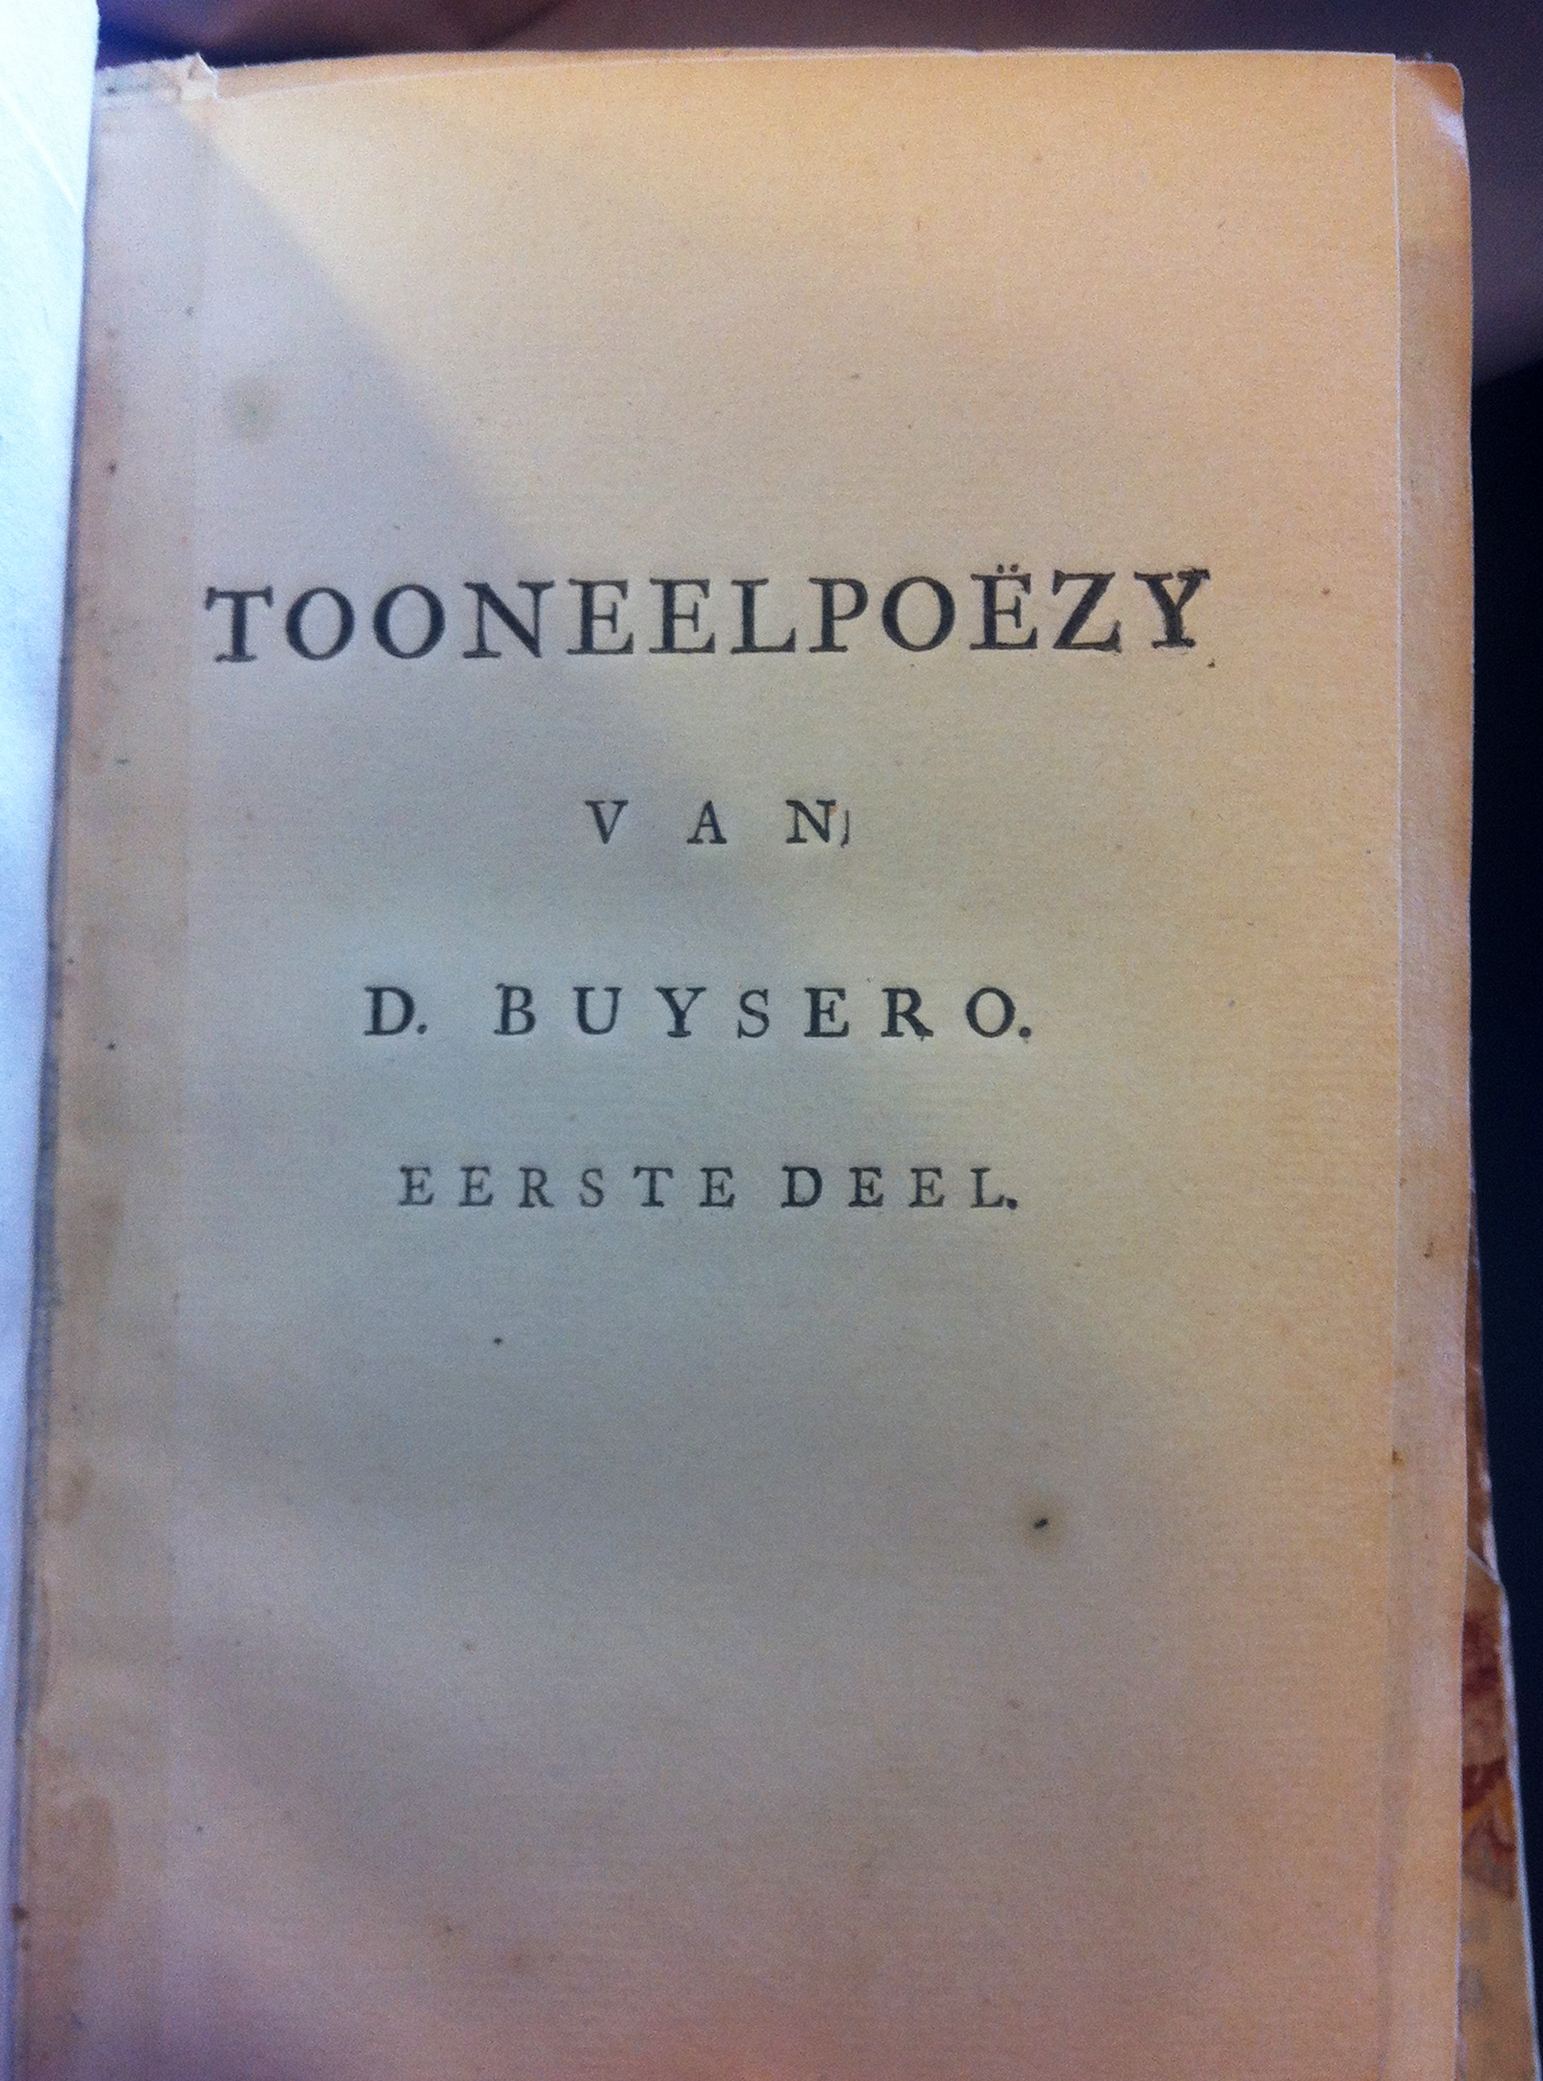 TOONEELPOËZY
VAN
D. BUYSERO.
EERSTE DEEL.